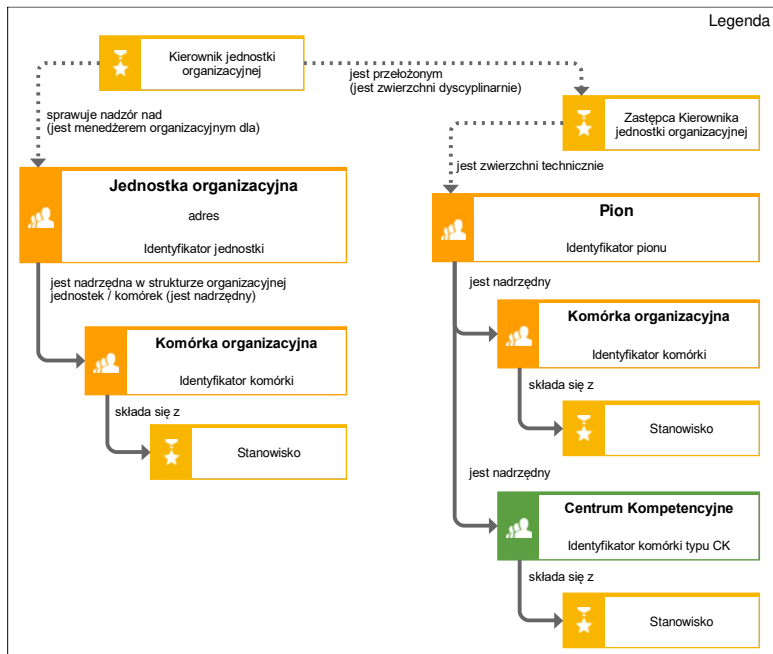 Legenda
Kierownik jednostki
organizacyjnej
jest przełożonym
(jest zwierzchni dyscyplinarnie)
sprawuje nadzór nad
(jest menedżerem organizacyjnym dla)
Zastępca Kierownika
jednostki organizacyjnej
jest zwierzchni technicznie
Jednostka organizacyjna
adres
Identyfikator jednostki
Pion
Identyfikator pionu
jest nadrzędna w strukturze organizacyjnej
jednostek / komórek (jest nadrzędny)
jest nadrzędny
Komórka organizacyjna
Identyfikator komórki
Komórka organizacyjna
Identyfikator komórki
składa się z
Stanowisko
składa się z
Stanowisko
jest nadrzędny
Centrum Kompetencyjne
Identyfikator komórki typu CK
składa się z
Stanowisko